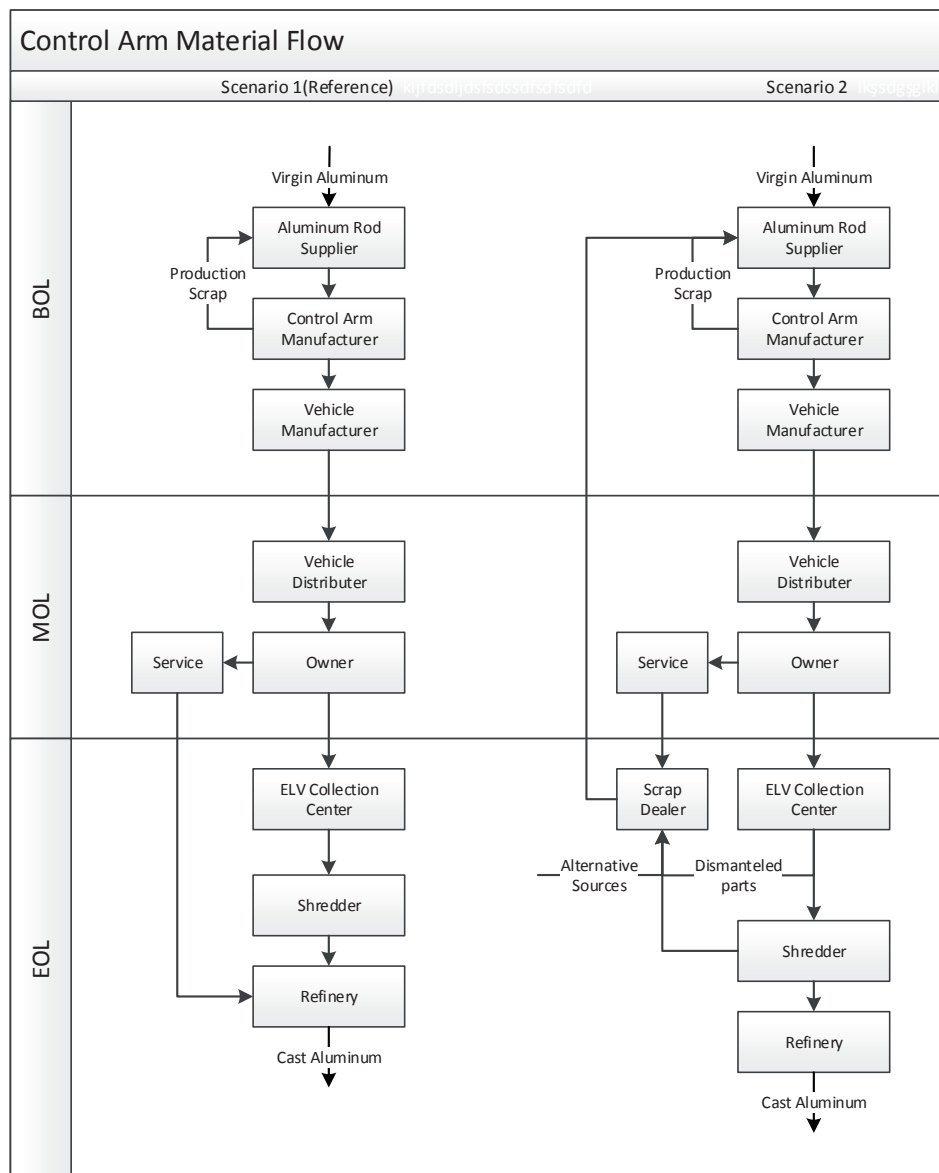 Control Arm Material Flow
Scenario 1(Reference)
Scenario 2
BOL
Virgin Aluminum
Aluminum Rod
Supplier
Production
Scrap
Control Arm
Manufacturer
Vehicle
Manufacturer
Virgin Aluminum
Aluminum Rod
Supplier
Production
Scrap
Control Arm
Manufacturer
Vehicle
Manufacturer
MOL
Vehicle
Distributer
Service
Owner
Vehicle
Distributer
Service
Owner
EOL
ELV Collection
Center
Shredder
Refinery
Cast Aluminum
Scrap
Dealer
ELV Collection
Center
Alternative
Sources
Dismanteled
parts
Shredder
Refinery
Cast Aluminum